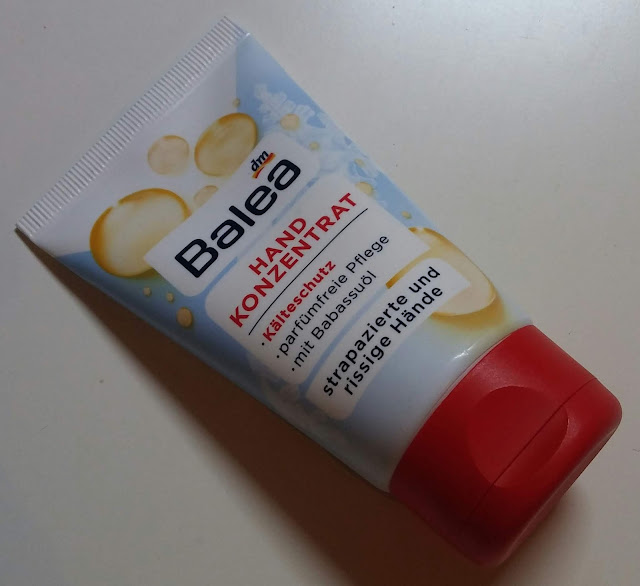 dm
Balea
HAND
KONZENTRAT
· Kälteschutz
· parfümfreie Pflege
· mit Babassuöl
strapazierte und
rissige Hände